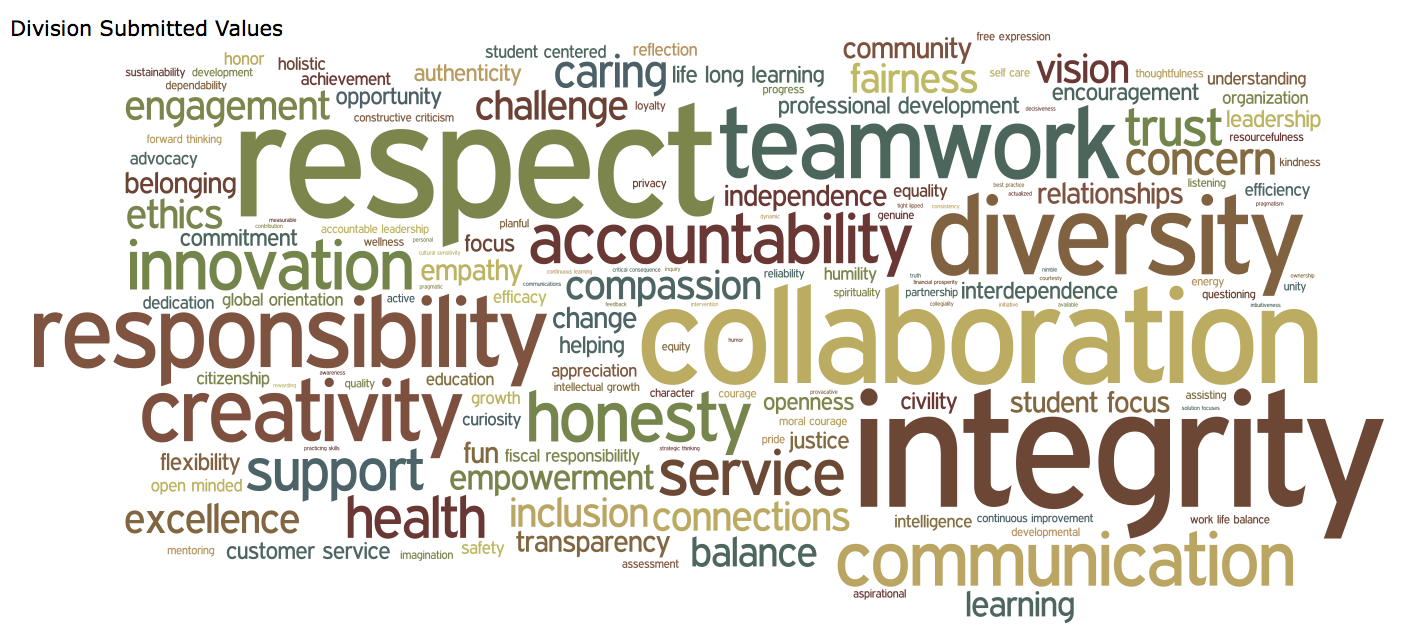 Division Submitted Values
free expression
student centered reflection community
honor holistic
caring life long learning fairness self care vision thoughtfulness understanding
sustainability development achievement authenticity
dependability progress encouragement
engagement opportunity challenge loyalty professional development decisiveness organization
constructive criticism leadership
respect teamwork trust
forward thinking resourcefulness
advocacy concern kindness
belonging privacy independence equality best practice relationships listening efficiency
actualized
tight lipped consistency pragmatism
ethics measurable planful dynamic genuine diversity
contribution
accountable leadership
commitment wellness personal focus accountability
innovation cultural sensitivity
empathy continuous learning critical consequence inquiry reliability humility truth nimble ownership
courtesty
pragmatic communications compassion financial prosperity energy unity
spirituality partnership interdependence questioning
dedication global orientation active efficacy feedback intervention collegiality initiative available intuitiveness
responsibility change collaboration
helping equity humor
awareness appreciation
citizenship rewarding quality education intellectual growth
creativity growth character courage provocative assisting
curiosity honesty openness civility student focus solution focuses
moral courage integrity
practicing skills strategic thinking pride justice
flexibility fun fiscal responsibilitly
support empowerment service
open minded
excellence health inclusion connections intelligence continuous improvement work life balance
developmental
mentoring customer service imagination safety transparency balance communication
assessment
aspirational
learning